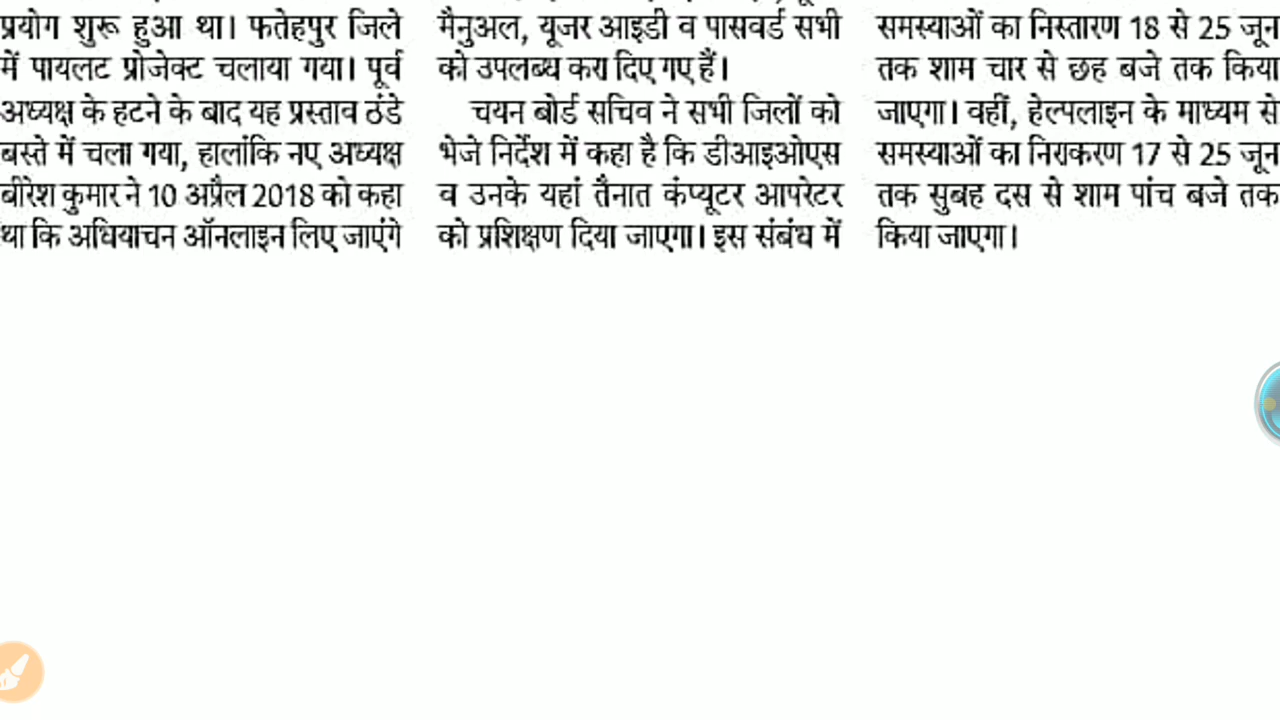 प्रयोग शुरू हुआ था। फतेहपुर जिले
में पायलट प्रोजेक्ट चलाया गया। पूर्व
अध्यक्ष के हटने के बाद यह प्रस्ताव ठंडे
बस्ते में चला गया, हालांकि नए अध्यक्ष
बीरेश कुमार ने 10 अप्रैल 2018 को कहा
था कि अधियाचन ऑनलाइन लिए जाएंगे
मैनुअल, यूजर आइडी व पासवर्ड सभी
को उपलब्ध करा दिए गए हैं।
चयन बोर्ड सचिव ने सभी जिलों को
भेजे निर्देश में कहा है कि डीआइओएस
व उनके यहां तैनात कंप्यूटर आपरेटर
को प्रशिक्षण दिया जाएगा। इस संबंध में
समस्याओं का निस्तारण 18 से 25 जून
तक शाम चार से छह बजे तक किया
जाएगा। वहीं, हेल्पलाइन के माध्यम से
समस्याओं का निराकरण 17 से 25 जून
तक सुबह दस से शाम पांच बजे तक
किया जाएगा।